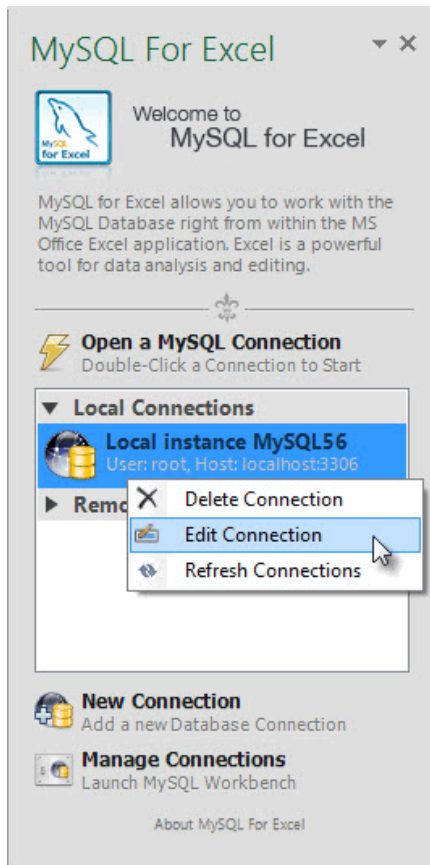 MySQL For Excel
MySQL
for Excel
Welcome to
MySQL for Excel
MySQL for Excel allows you to work with the
MySQL Database right from within the MS
Office Excel application. Excel is a powerful
tool for data analysis and editing.
Open a MySQL Connection
Double-Click a Connection to Start
Local Connections
Local instance MySQL56
User: root, Host: localhost:3306
Remo
Delete Connection
Edit Connection
Refresh Connections
New Connection
Add a new Database Connection
Manage Connections
Launch MySQL Workbench
About MySQL For Excel